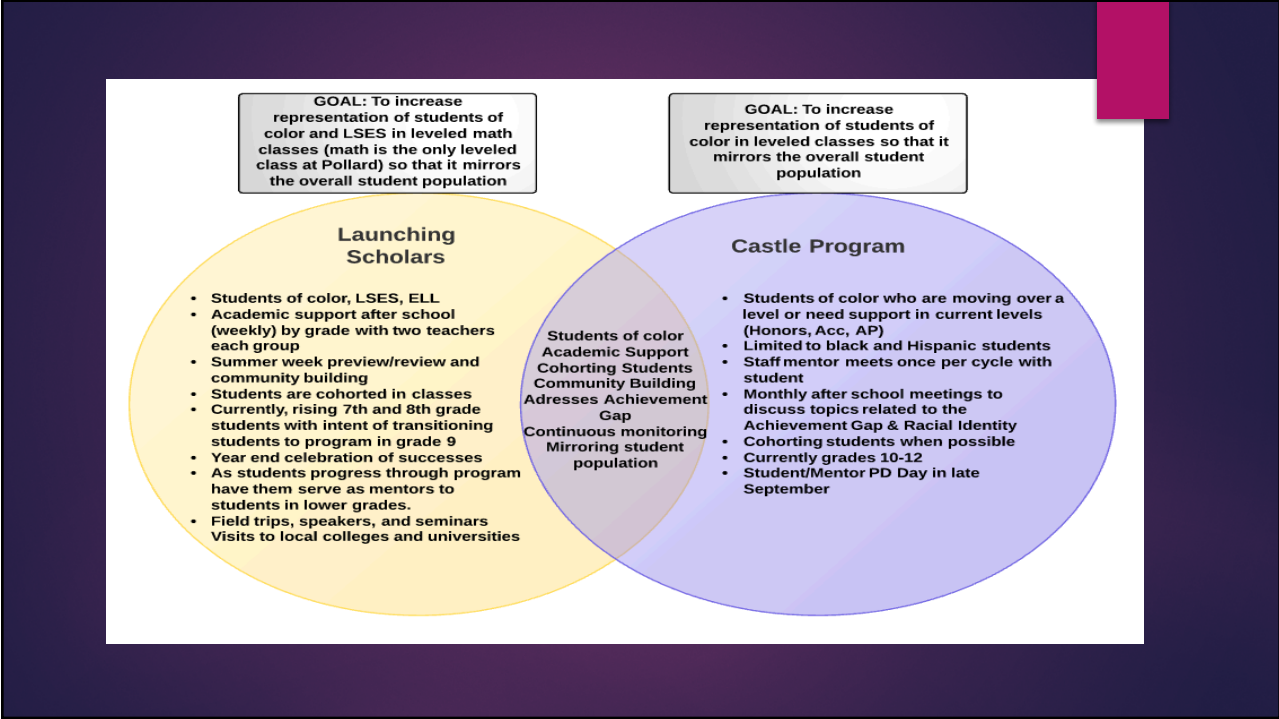 GOAL: To increase
representation of students of
color and LSES in leveled math
classes (math is the only leveled
class at Pollard) so that it mirrors
the overall student population
GOAL: To increase
representation of students of
color in leveled classes so that it
mirrors the overall student
population
Launching
Scholars
• Students of color, LSES, ELL
• Academic support after school
(weekly) by grade with two teachers
each group
• Summer week preview/review and
community building
• Students are cohorted in classes
• Currently, rising 7th and 8th grade
students with intent of transitioning
students to program in grade 9
• Year end celebration of successes
• As students progress through program
have them serve as mentors to
students in lower grades.
• Field trips, speakers, and seminars
Visits to local colleges and universities
Students of color
Academic Support
Cohorting Students
Community Building
Adresses Achievement
Gap
Continuous monitoring
Mirroring student
population
Castle Program
• Students of color who are moving over a
level or need support in current levels
(Honors, Acc, AP)
• Limited to black and Hispanic students
• Staff mentor meets once per cycle with
student
• Monthly after school meetings to
discuss topics related to the
Achievement Gap & Racial Identity
• Cohorting students when possible
• Currently grades 10-12
• Student/Mentor PD Day in late
September